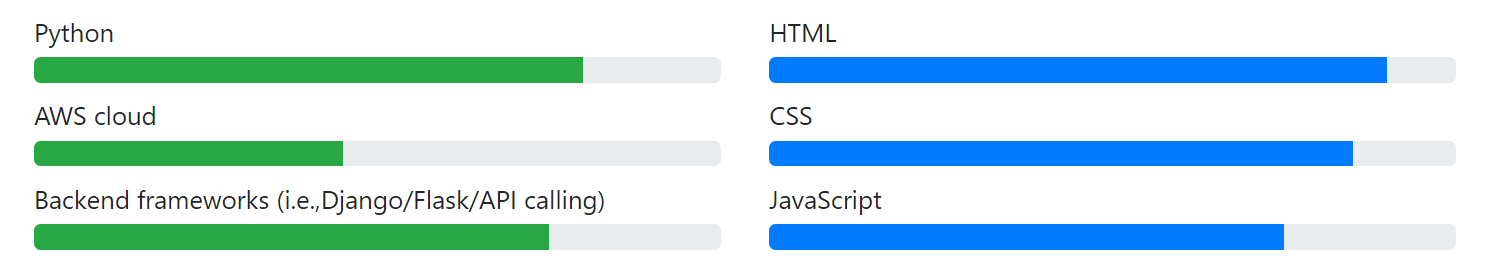 Python
AWS cloud
Backend frameworks (i.e.,Django/Flask/API calling)
HTML
CSS
JavaScript